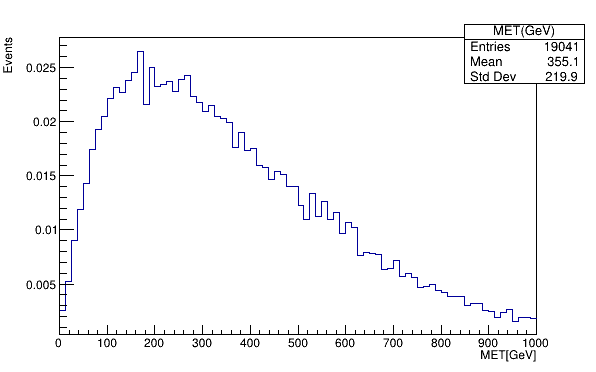 MET(GeV)
Entries 19041
Mean 355.1
Std Dev 219.9
Events
0.025
0.02
0.015
0.01
0.005
0 100 200 300 400 500 600 700 800 900 1000
MET[GeV]